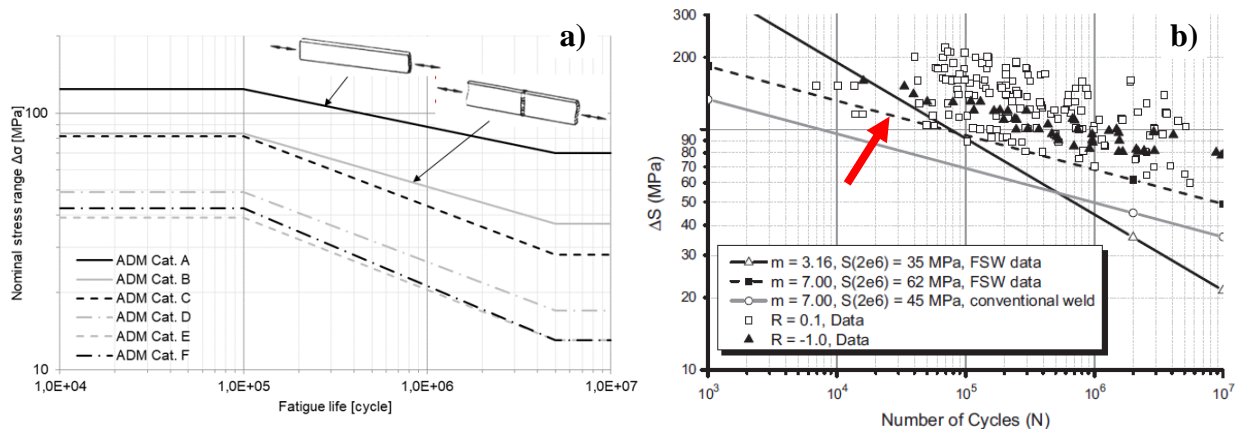 a)
Nominal stress range Δσ [MPa]
100
10
ADM Cat. A
ADM Cat. B
ADM Cat. C
ADM Cat. D
ADM Cat. E
ADM Cat. F
1,0E+04 1,0E+05 1,0E+06 1,0E+07
Fatigue life [cycle]
b)
ΔS (MPa)
300
200
100
90
80
70
60
50
40
30
20
10
m = 3.16, S(2e6) = 35 MPa, FSW data
m = 7.00, S(2e6) = 62 MPa, FSW data
m = 7.00, S(2e6) = 45 MPa, conventional weld
R = 0.1, Data
R = -1.0, Data
10³ 10⁴ 10⁵ 10⁶ 10⁷
Number of Cycles (N)